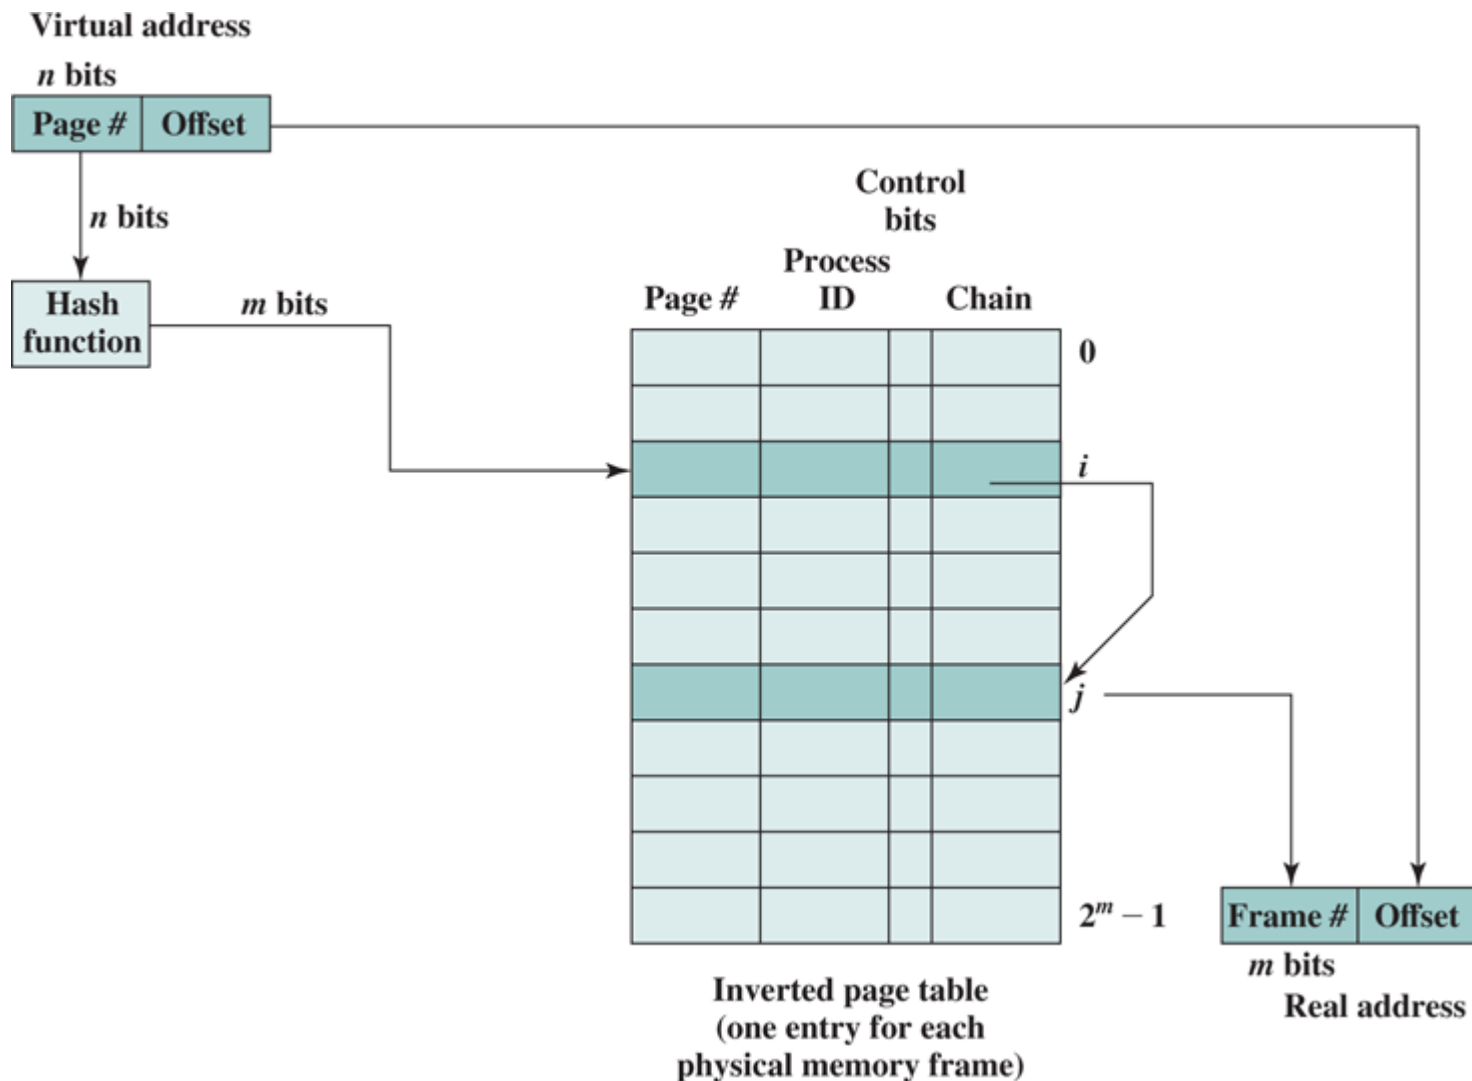 Virtual address
n bits
Page # Offset
n bits
Hash
function
m bits
Control
bits
Process
Page # ID Chain
0
i
j
2^m – 1
Frame # Offset
m bits
Real address
Inverted page table
(one entry for each
physical memory frame)